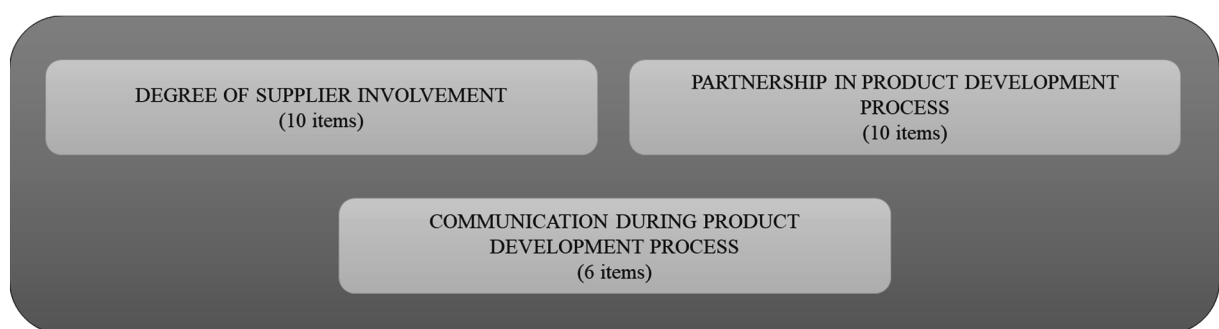 DEGREE OF SUPPLIER INVOLVEMENT
(10 items)
PARTNERSHIP IN PRODUCT DEVELOPMENT
PROCESS
(10 items)
COMMUNICATION DURING PRODUCT
DEVELOPMENT PROCESS
(6 items)